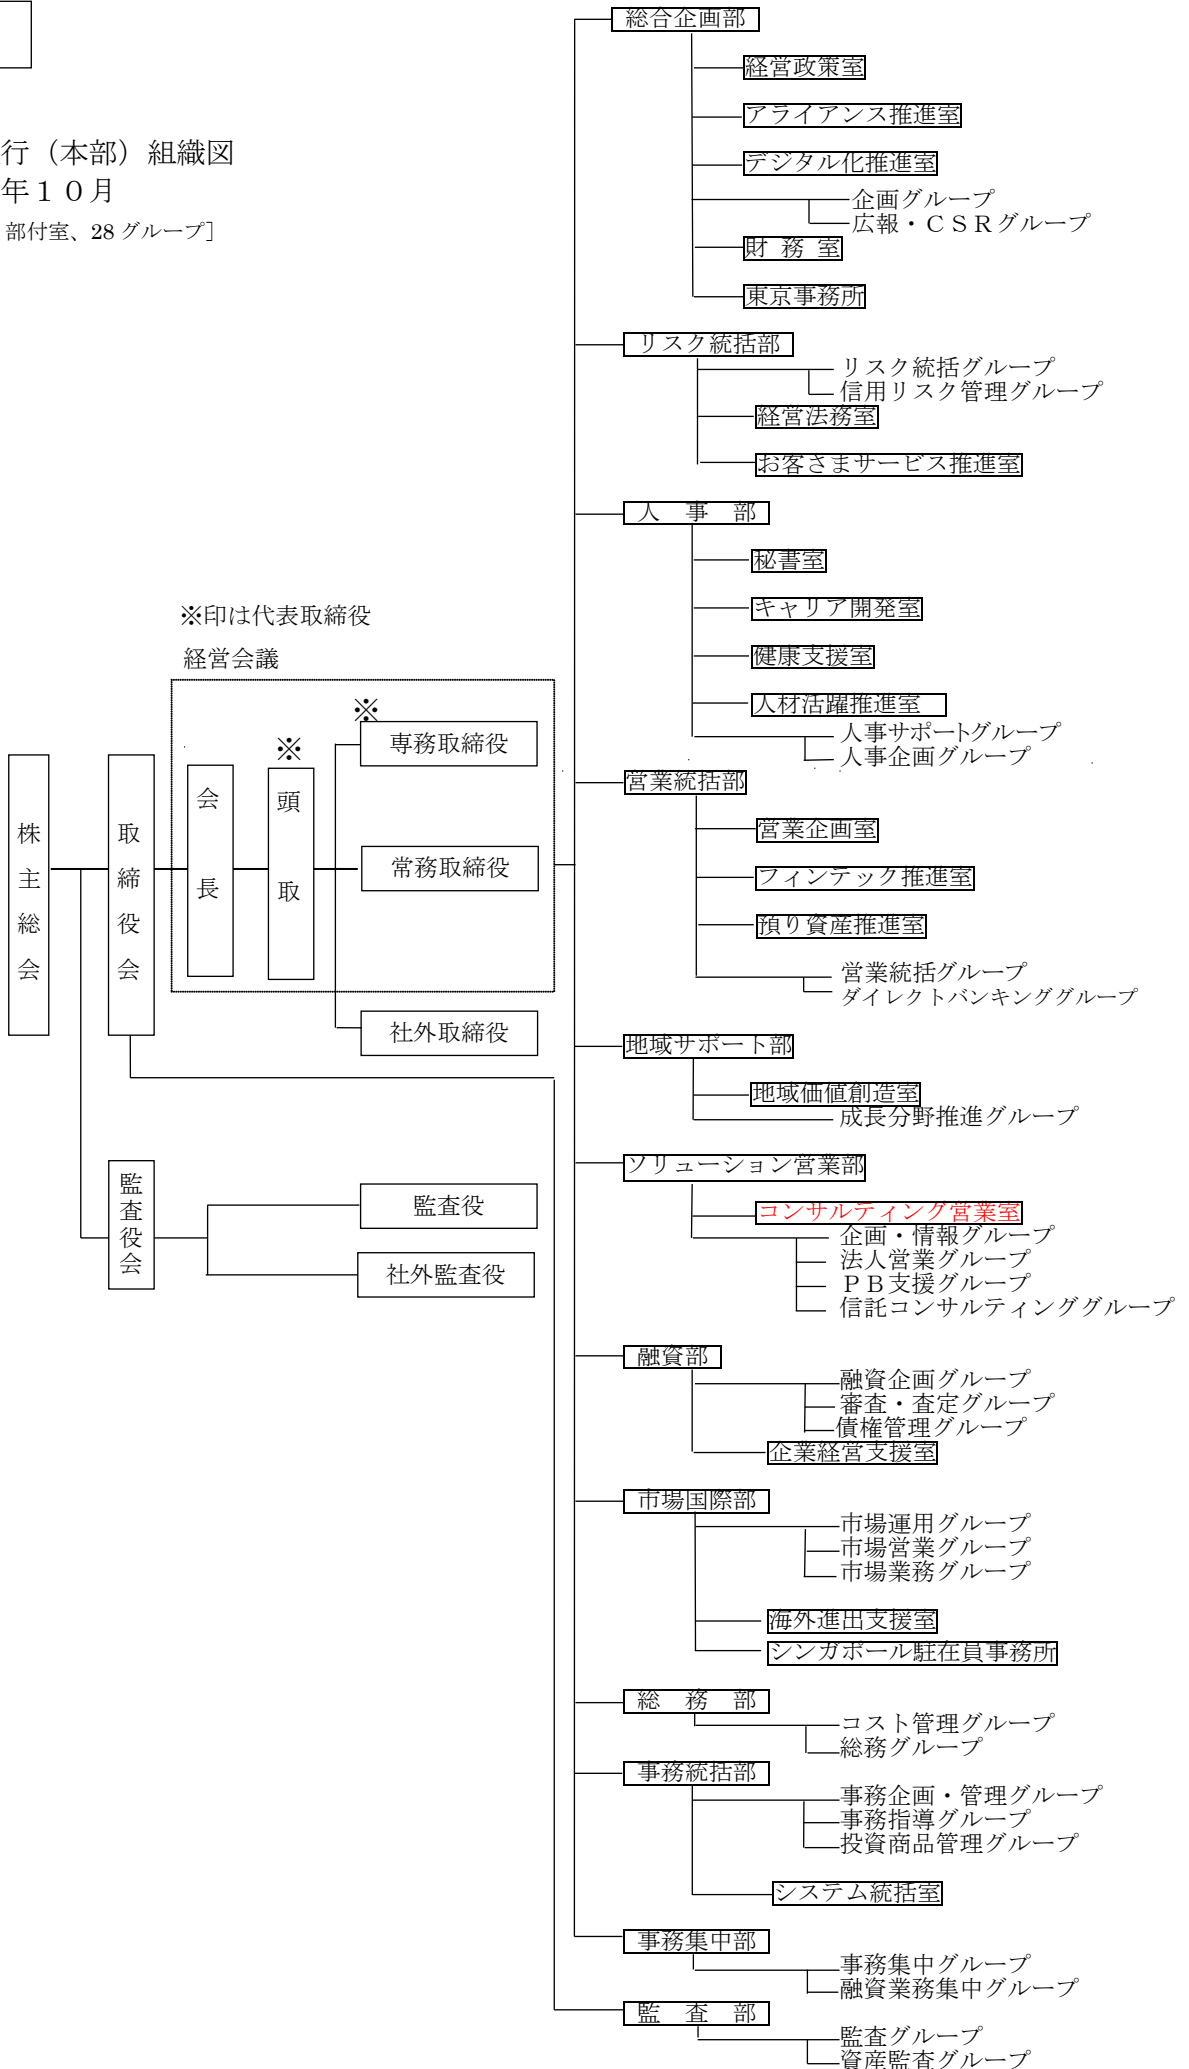 行（本部）組織図
年１０月
部付室、28グループ］
※印は代表取締役
経営会議
株主総会
取締役会
会長
※
頭取
※
専務取締役
常務取締役
社外取締役
監査役会
監査役
社外監査役
総合企画部
経営政策室
アライアンス推進室
デジタル化推進室
企画グループ
広報・ＣＳＲグループ
財 務 室
東京事務所
リスク統括部
リスク統括グループ
信用リスク管理グループ
経営法務室
お客さまサービス推進室
人　事　部
秘書室
キャリア開発室
健康支援室
人材活躍推進室
人事サポートグループ
人事企画グループ
営業統括部
営業企画室
フィンテック推進室
預り資産推進室
営業統括グループ
ダイレクトバンキンググループ
地域サポート部
地域価値創造室
成長分野推進グループ
ソリューション営業部
コンサルティング営業室
企画・情報グループ
法人営業グループ
ＰＢ支援グループ
信託コンサルティンググループ
融資部
融資企画グループ
審査・査定グループ
債権管理グループ
企業経営支援室
市場国際部
市場運用グループ
市場営業グループ
市場業務グループ
海外進出支援室
シンガポール駐在員事務所
総　務　部
コスト管理グループ
総務グループ
事務統括部
事務企画・管理グループ
事務指導グループ
投資商品管理グループ
システム統括室
事務集中部
事務集中グループ
融資業務集中グループ
監　査　部
監査グループ
資産監査グループ